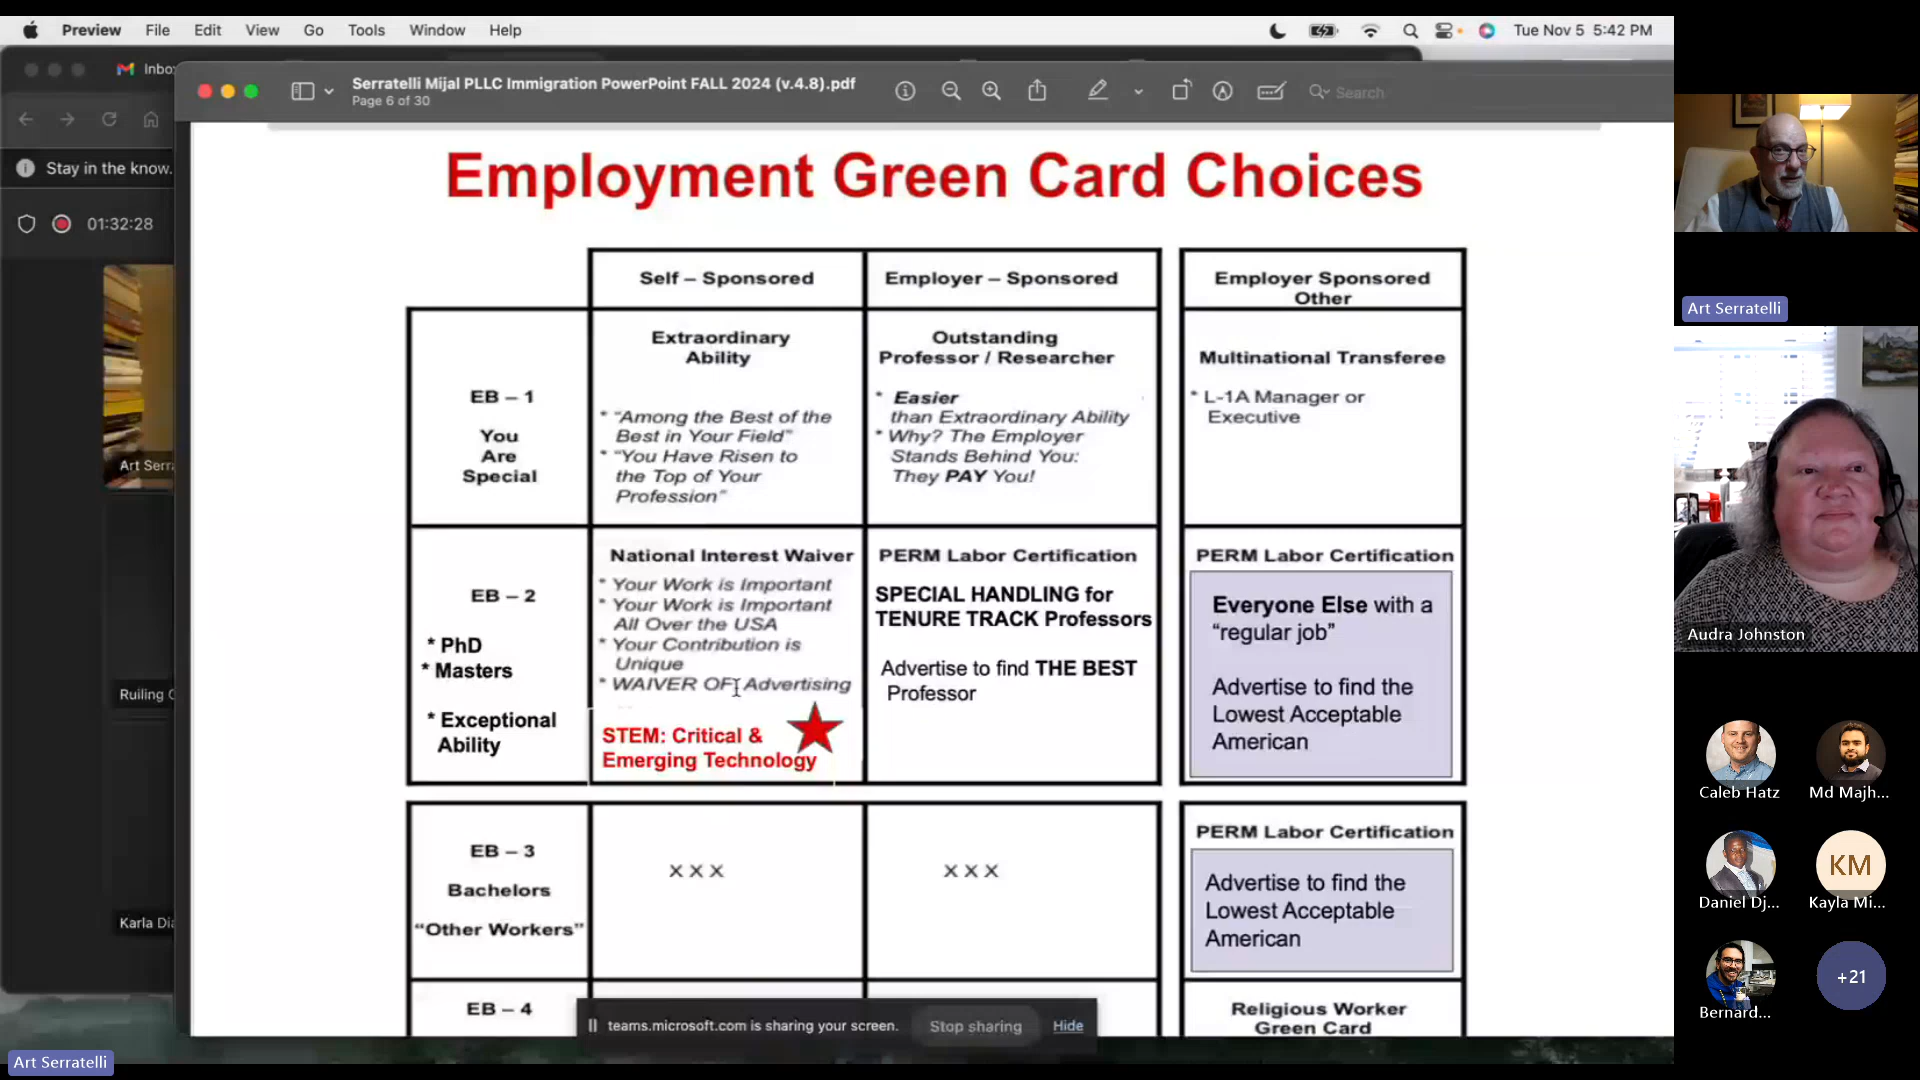 Preview File Edit View Go Tools Window Help
Tue Nov 5 5:42 PM
Inbo
Serratelli Mijal PLLC Immigration PowerPoint FALL 2024 (v.4.8).pdf
Page 6 of 30
Search
Stay in the know.
01:32:28
Art Serr
Ruiling
Karla Di
Employment Green Card Choices
Self – Sponsored
Employer – Sponsored
Employer Sponsored
Other
EB – 1
You
Are
Special
Extraordinary
Ability
* "Among the Best of the
Best in Your Field"
* "You Have Risen to
the Top of Your
Profession"
Outstanding
Professor / Researcher
* Easier
than Extraordinary Ability
* Why? The Employer
Stands Behind You:
They PAY You!
Multinational Transferee
* L-1A Manager or
Executive
EB – 2
* PhD
* Masters
* Exceptional
Ability
National Interest Waiver
* Your Work is Important
* Your Work is Important
All Over the USA
* Your Contribution is
Unique
* WAIVER OF Advertising
STEM: Critical &
Emerging Technology
PERM Labor Certification
SPECIAL HANDLING for
TENURE TRACK Professors
Advertise to find THE BEST
Professor
PERM Labor Certification
Everyone Else with a
"regular job"
Advertise to find the
Lowest Acceptable
American
EB – 3
Bachelors
"Other Workers"
X X X
X X X
PERM Labor Certification
Advertise to find the
Lowest Acceptable
American
EB – 4
Religious Worker
Green Card
teams.microsoft.com is sharing your screen.
Stop sharing
Hide
Art Serratelli
Art Serratelli
Audra Johnston
Caleb Hatz
Md Majh...
Daniel Dj...
KM
Kayla Mi...
Bernard...
+21